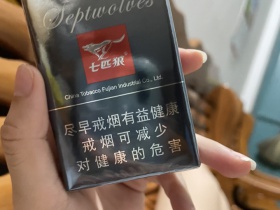 Septwolves
七匹狼
China Tobacco Fujian Industrial Co., Ltd.
尽早戒烟有益健康
戒烟可减少
对健康的危害